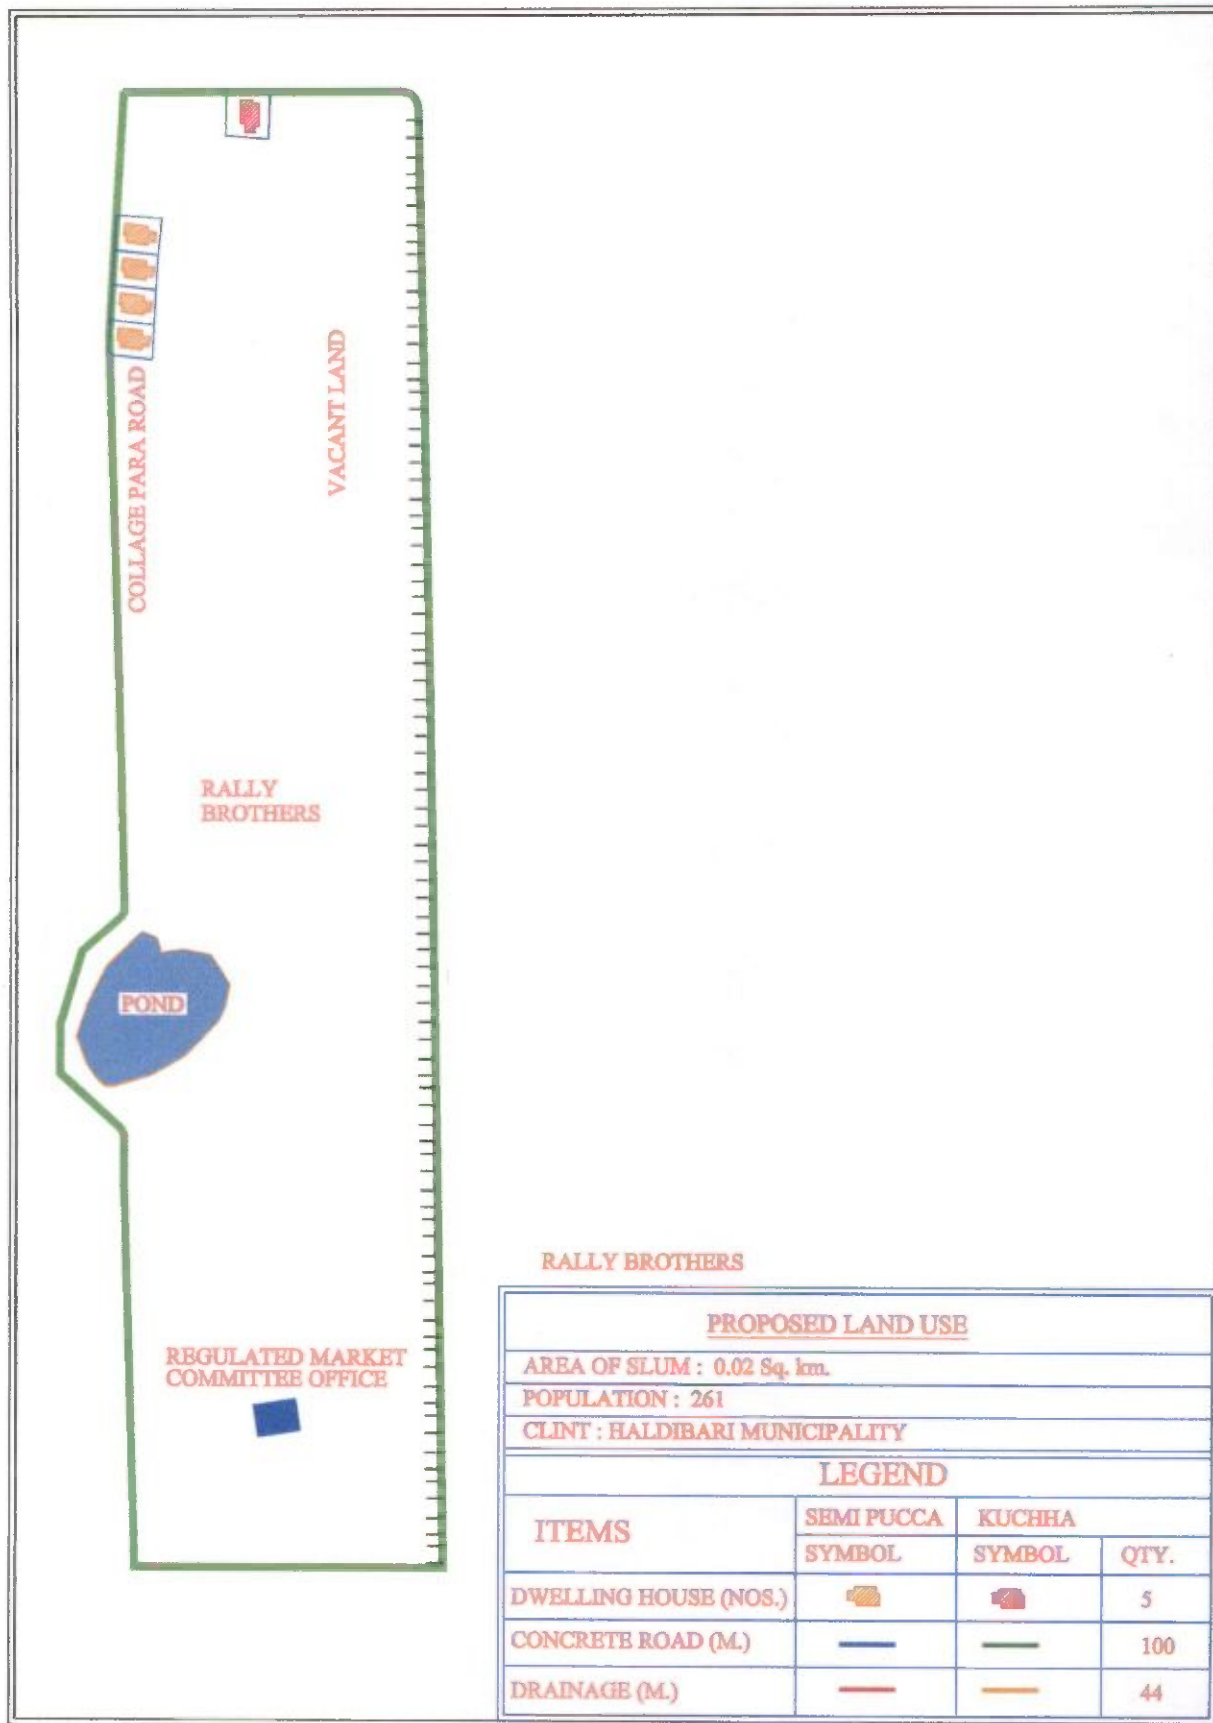 COLLAGE PARA ROAD
VACANT LAND
RALLY
BROTHERS
POND
REGULATED MARKET
COMMITTEE OFFICE
RALLY BROTHERS
PROPOSED LAND USE
AREA OF SLUM : 0.02 Sq. km.
POPULATION : 261
CLINT : HALDIBARI MUNICIPALITY
LEGEND
ITEMS SEMI PUCCA KUCHHA
SYMBOL SYMBOL QTY.
DWELLING HOUSE (NOS.) 5
CONCRETE ROAD (M.) 100
DRAINAGE (M.) 44